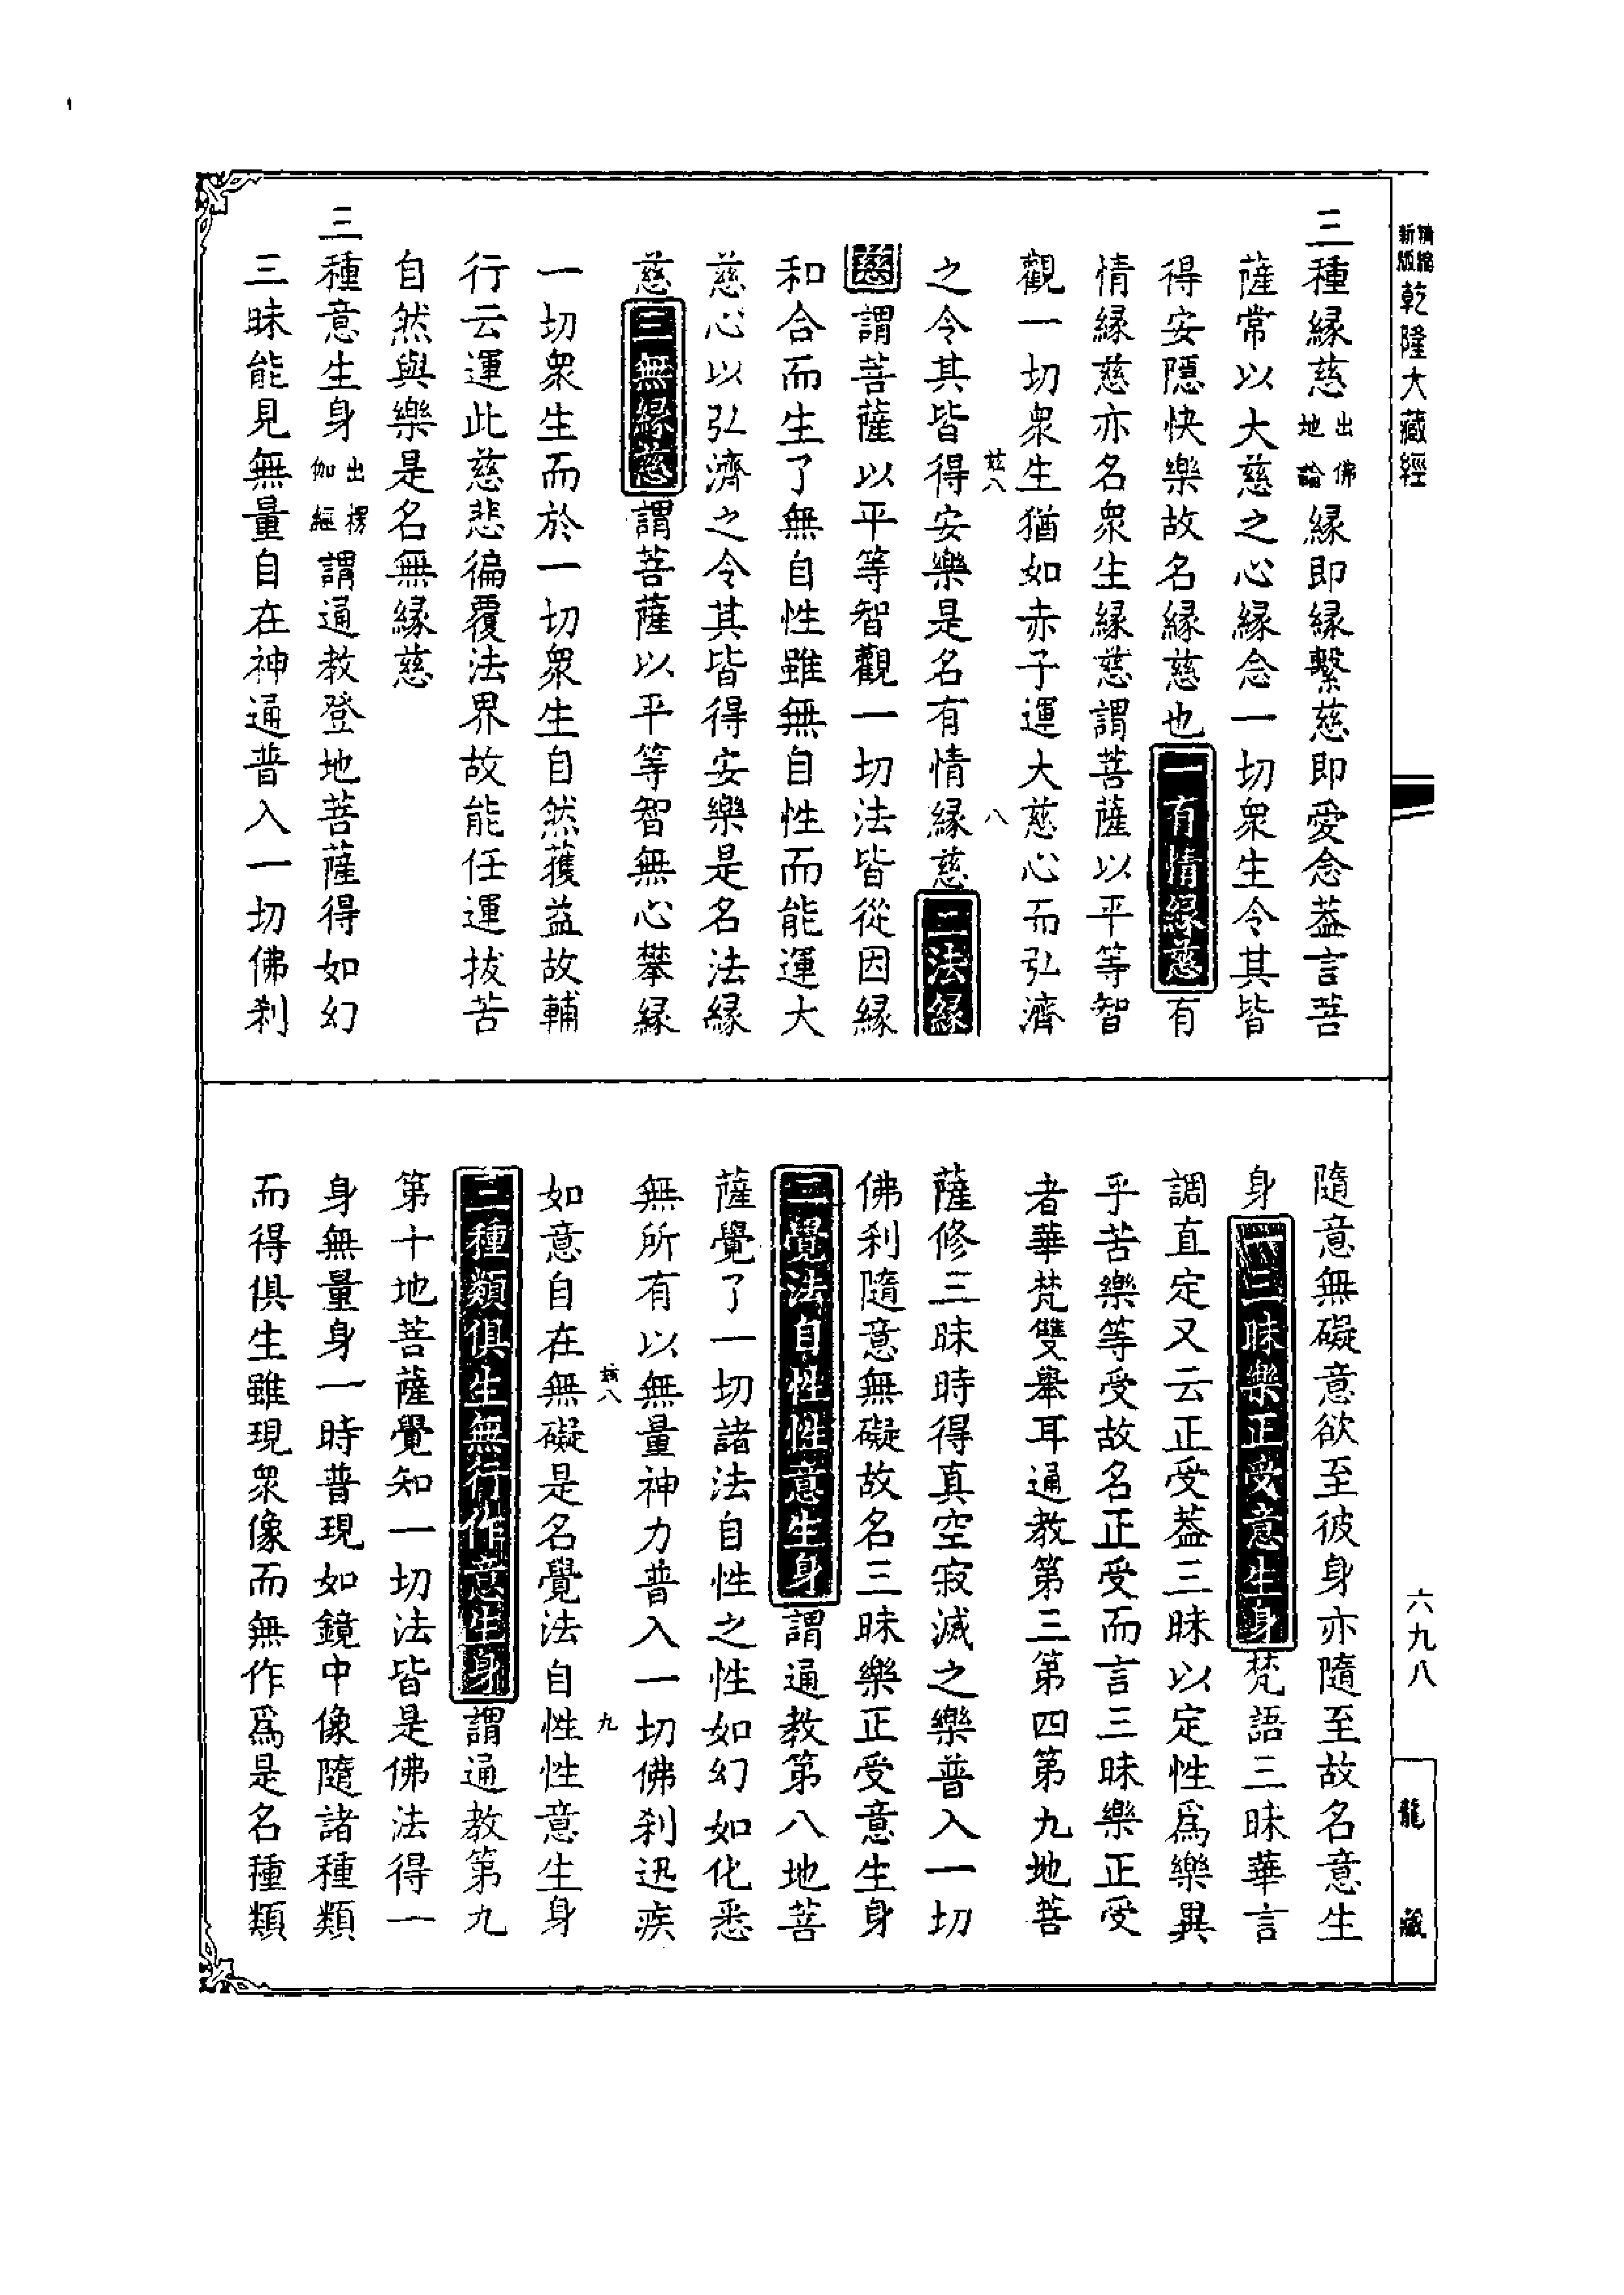 精縮
新版
乾隆大藏經
三種緣慈出佛地論緣即緣繫慈即愛念葢言菩
薩常以大慈之心緣念一切衆生令其皆
得安隱快樂故名緣慈也一有情緣慈有
情緣慈亦名衆生緣慈謂菩薩以平等智
觀一切衆生猶如赤子運大慈心而弘濟
八
之令其皆得安樂是名有情緣慈二法緣
慈謂菩薩以平等智觀一切法皆從因緣
和合而生了無自性雖無自性而能運大
慈心以弘濟之令其皆得安樂是名法緣
慈三無緣慈謂菩薩以平等智無心攀緣
一切衆生而於一切衆生自然獲益故輔
行云運此慈悲徧覆法界故能任運拔苦
自然與樂是名無緣慈
三種意生身出楞伽經謂通教登地菩薩得如幻
三昧能見無量自在神通普入一切佛刹
隨意無礙意欲至彼身亦隨至故名意生
身一三昧樂正受意生身梵語三昧華言
調直定又云正受葢三昧以定性爲樂異
乎苦樂等受故名正受而言三昧樂正受
者華梵雙舉耳通教第三第四第九地菩
薩修三昧時得真空寂滅之樂普入一切
佛刹隨意無礙故名三昧樂正受意生身
二覺法自性性意生身謂通教第八地菩
薩覺了一切諸法自性之性如幻如化悉
無所有以無量神力普入一切佛刹迅疾
九
如意自在無礙是名覺法自性性意生身
三種類俱生無行作意生身謂通教第九
第十地菩薩覺知一切法皆是佛法得一
身無量身一時普現如鏡中像隨諸種類
而得俱生雖現衆像而無作爲是名種類
六九八
龍藏